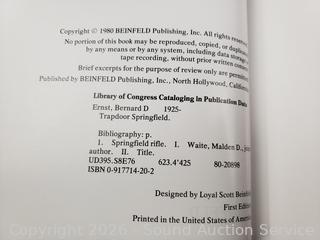 Copyright © 1980 BEINFELD Publishing, Inc. All rights reserved.
No portion of this book may be reproduced, copied, or duplicated
by any means or by any system, including data storage
tape recording, without prior written
Brief excerpts for the purpose of review only are permitted
Published by BEINFELD Publishing, Inc., North Hollywood, California
Library of Congress Cataloging in Publication Data
Ernst, Bernard D 1925-
Trapdoor Springfield.
Bibliography: p.
1. Springfield rifle. I. Waite, Malden D., joint
author. II. Title.
UD395.S8E76 623.4'425 80-20898
ISBN 0-917714-20-2
Designed by Loyal Scott Beinfeld
First Edition
Printed in the United States of America
Copyright 2026 - Sound Auction Service